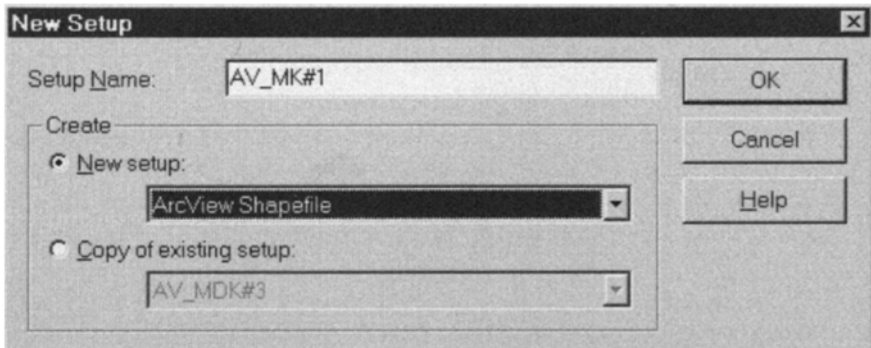 New Setup
Setup Name: AV_MK#1
OK
Create
Cancel
New setup:
ArcView Shapefile
Help
Copy of existing setup:
AV_MDK#3